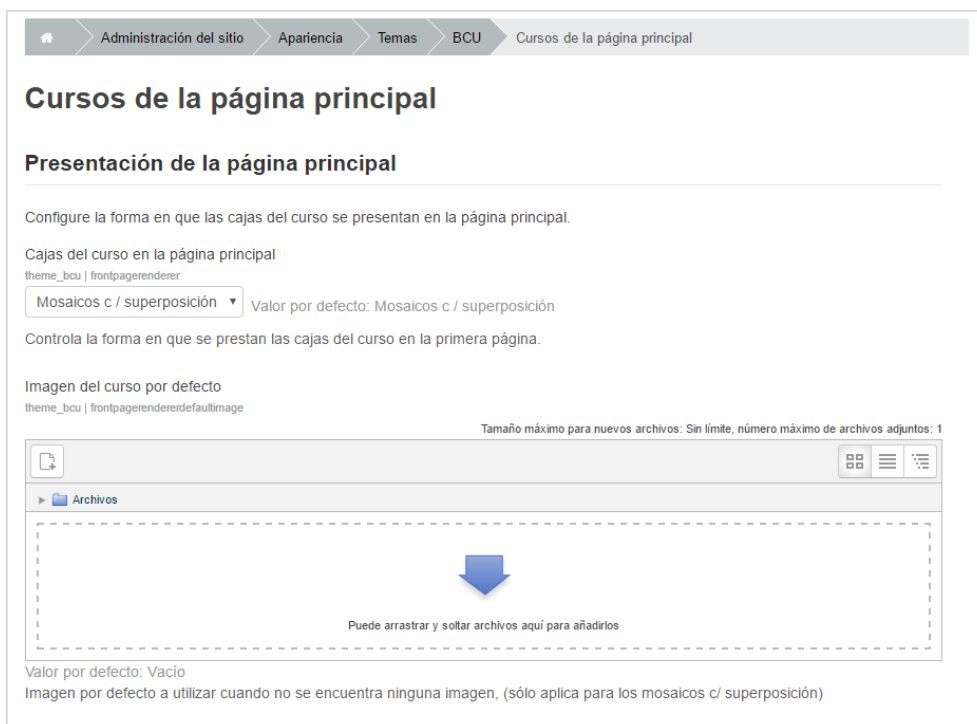 Administración del sitio Apariencia Temas BCU Cursos de la página principal
Cursos de la página principal
Presentación de la página principal
Configure la forma en que las cajas del curso se presentan en la página principal.
Cajas del curso en la página principal
theme_bcu | frontpagerenderer
Mosaicos c / superposición Valor por defecto: Mosaicos c / superposición
Controla la forma en que se prestan las cajas del curso en la primera página.
Imagen del curso por defecto
theme_bcu | frontpagerendererdefaultimage
Tamaño máximo para nuevos archivos: Sin límite, número máximo de archivos adjuntos: 1
Archivos
Puede arrastrar y soltar archivos aquí para añadirlos
Valor por defecto: Vacío
Imagen por defecto a utilizar cuando no se encuentra ninguna imagen, (sólo aplica para los mosaicos c/ superposición)